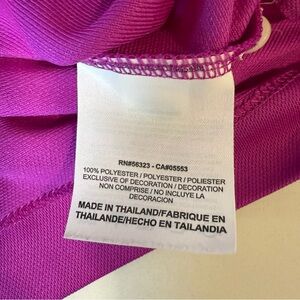 RN#56323 - CA#05553
100% POLYESTER / POLYESTER / POLIESTER
EXCLUSIVE OF DECORATION / DECORATION
NON COMPRISE / NO INCLUYE LA
DECORACIÓN
MADE IN THAILAND/FABRIQUE EN
THAILANDE/HECHO EN TAILANDIA